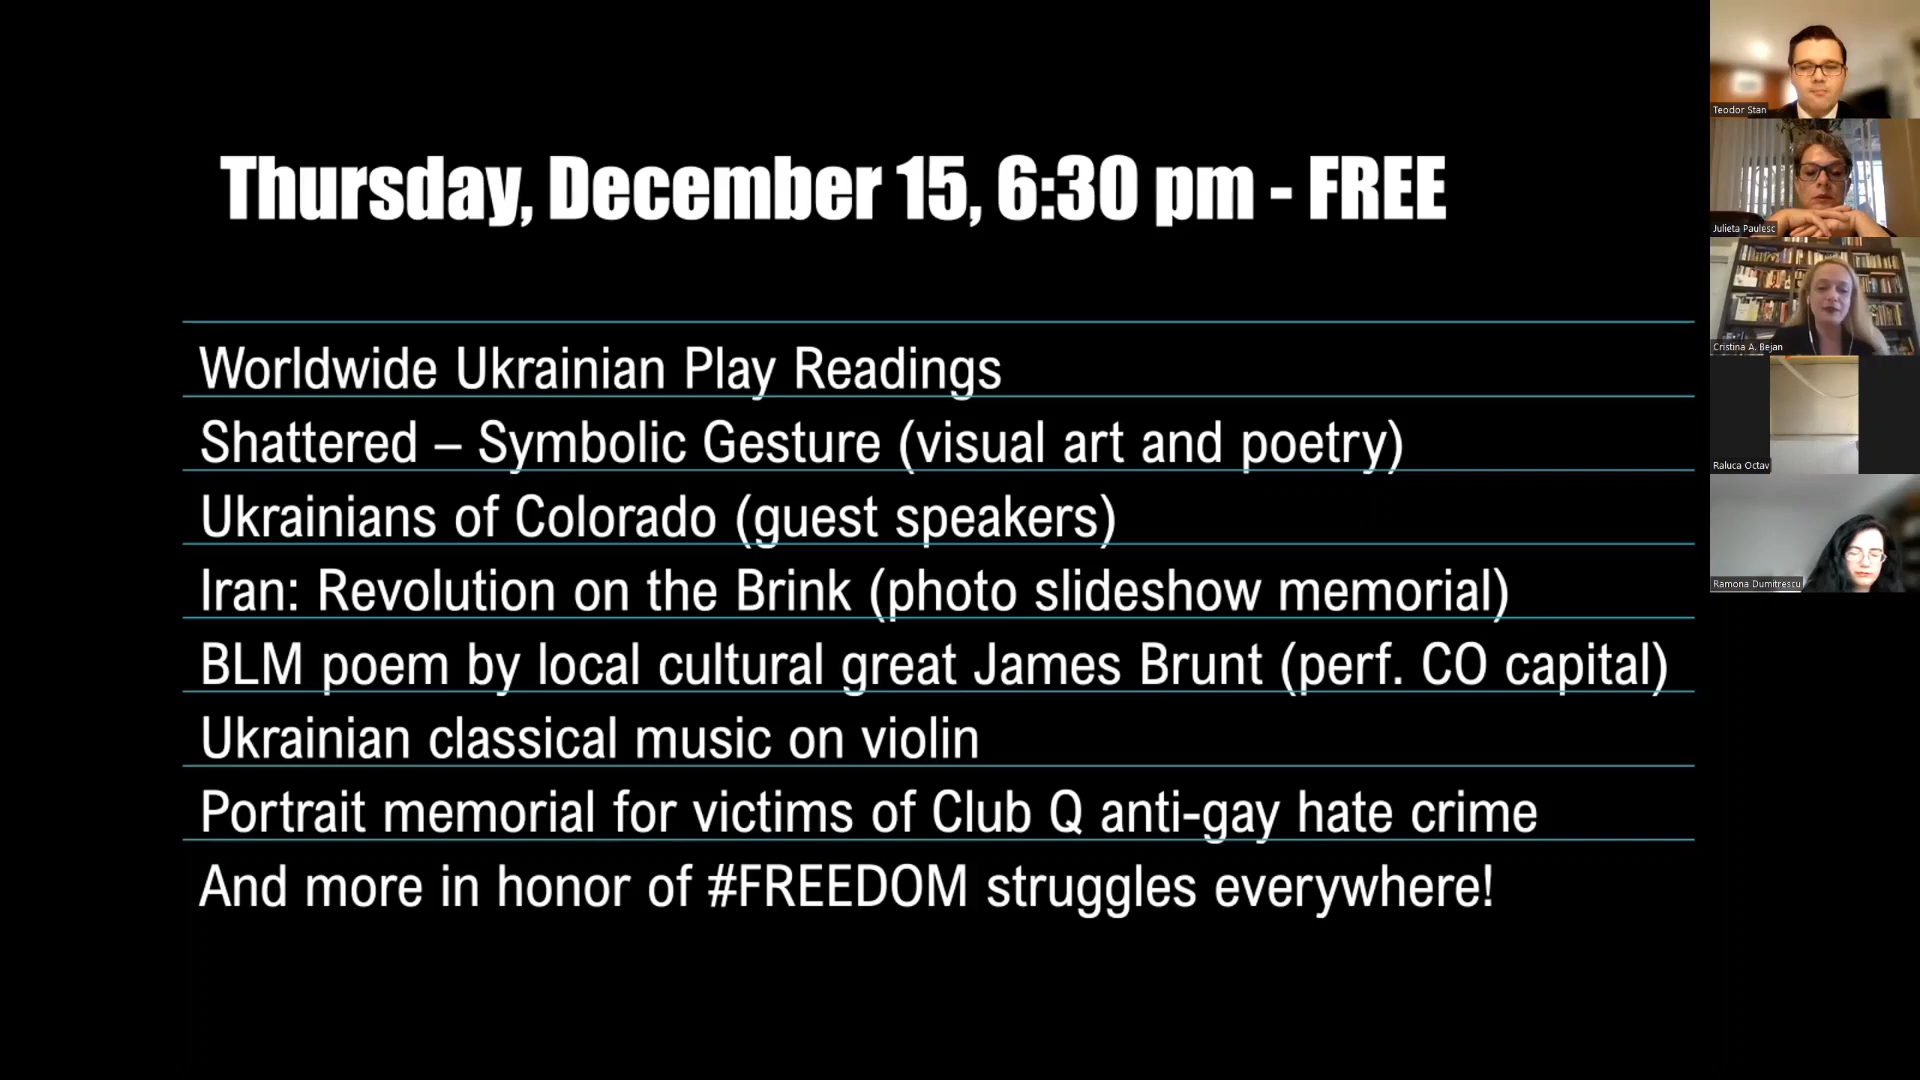 Thursday, December 15, 6:30 pm - FREE
Worldwide Ukrainian Play Readings
Shattered – Symbolic Gesture (visual art and poetry)
Ukrainians of Colorado (guest speakers)
Iran: Revolution on the Brink (photo slideshow memorial)
BLM poem by local cultural great James Brunt (perf. CO capital)
Ukrainian classical music on violin
Portrait memorial for victims of Club Q anti-gay hate crime
And more in honor of #FREEDOM struggles everywhere!
Teodor Stan
Julieta Paulesc
Cristina A. Bejan
Raluca Octav
Ramona Dumitrescu